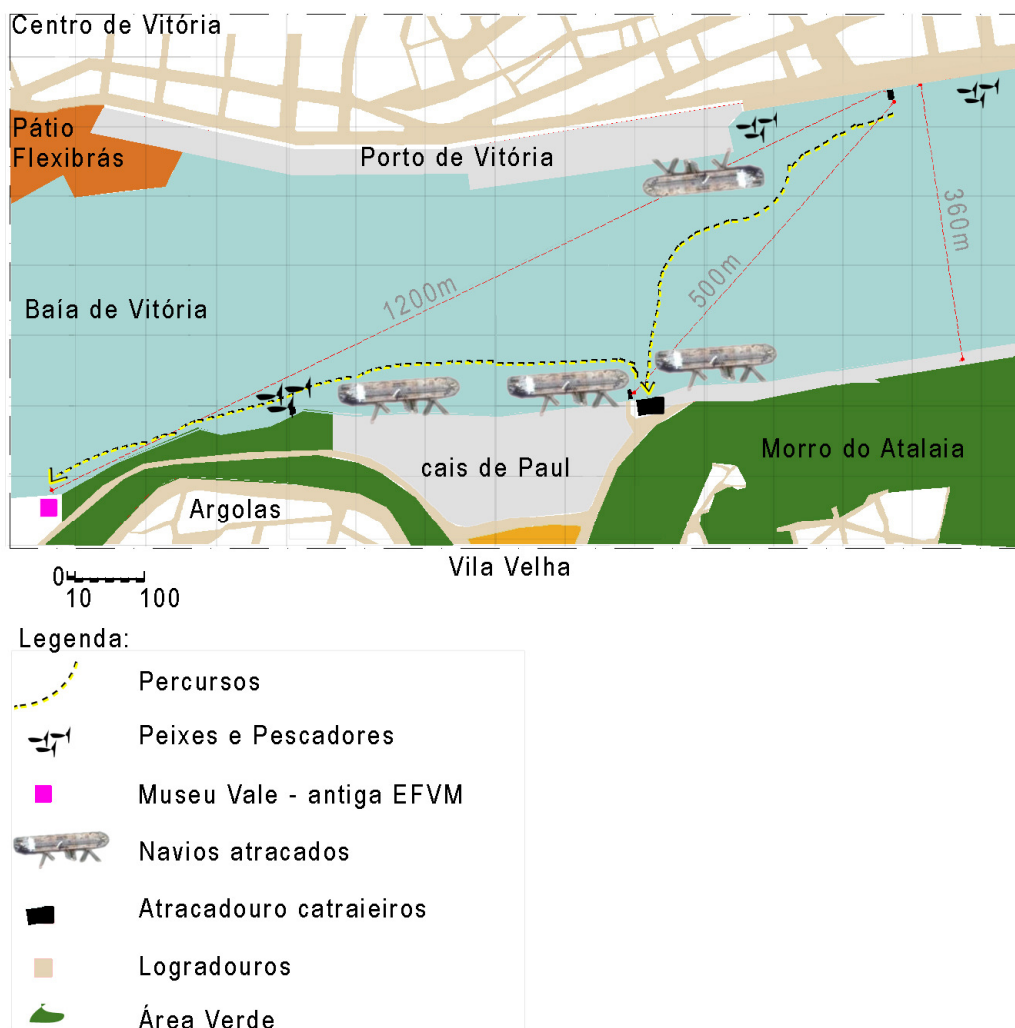 Centro de Vitória
Pátio
Flexibrás
Porto de Vitória
360m
500m
1200m
Baía de Vitória
Morro do Atalaia
cais de Paul
Argolas
Vila Velha
0
10 100
Legenda:
Percursos
Peixes e Pescadores
Museu Vale - antiga EFVM
Navios atracados
Atracadouro catraieiros
Logradouros
Área Verde